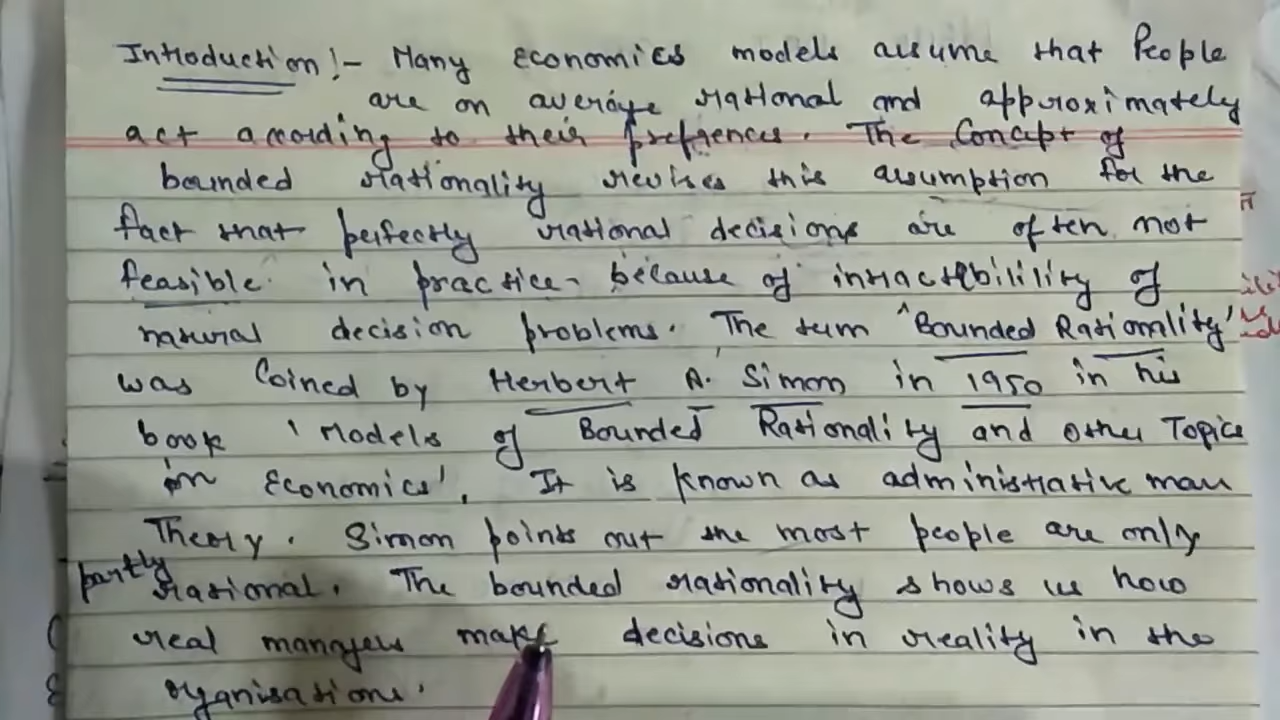 Introduction:- Many Economics models assume that People
are on average rational and approximately
act according to their prefrences. The Concept of
bounded rationality revises this assumption for the
fact that perfectly rational decisions are often not
feasible in practice because of intractibilility of
natural decision problems. The term 'Bounded Rationality'
was Coined by Herbert A. Simon in 1950 in his
book 'Models of Bounded Rationality and other Topics
in Economics'. It is known as administrative man
Theory. Simon points out the most people are only
partly rational. The bounded rationality shows us how
real managers make decisions in reality in the
organisations.